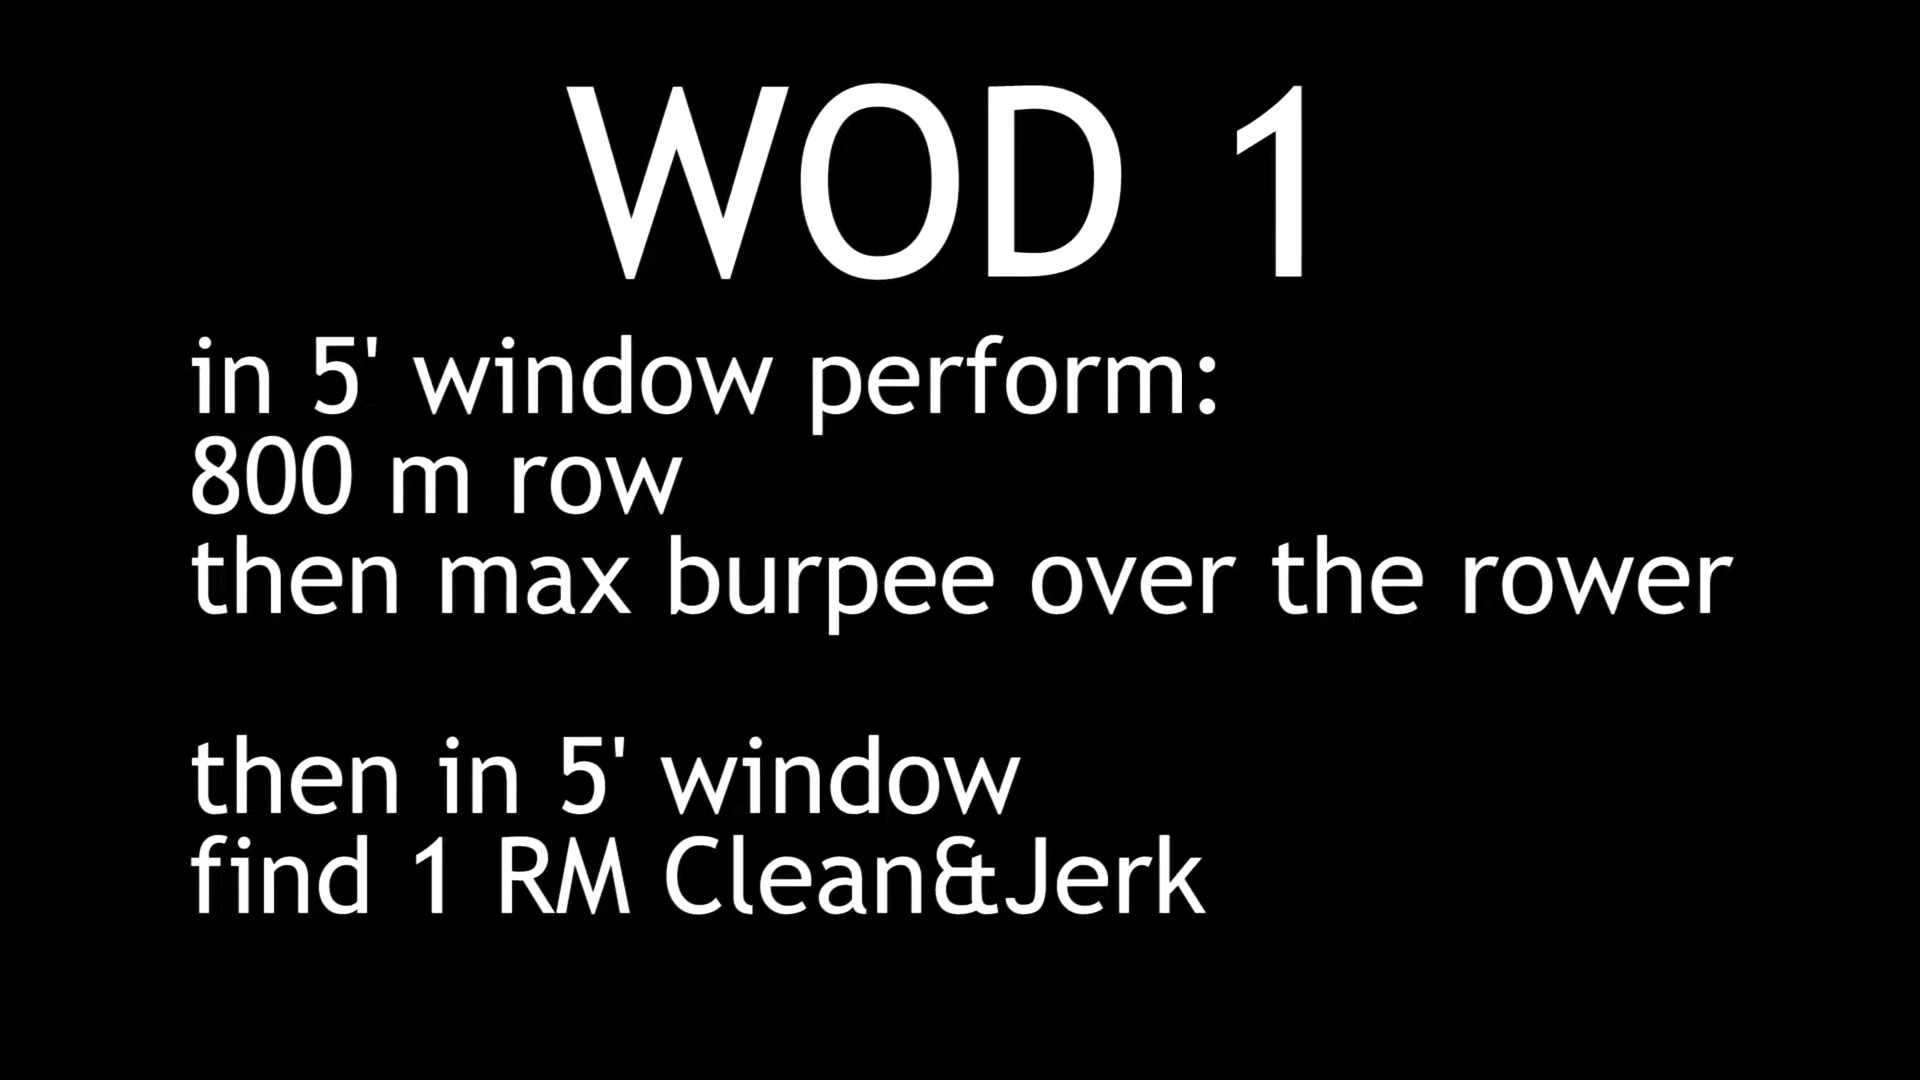 WOD 1
in 5' window perform:
800 m row
then max burpee over the rower
then in 5' window
find 1 RM Clean&Jerk